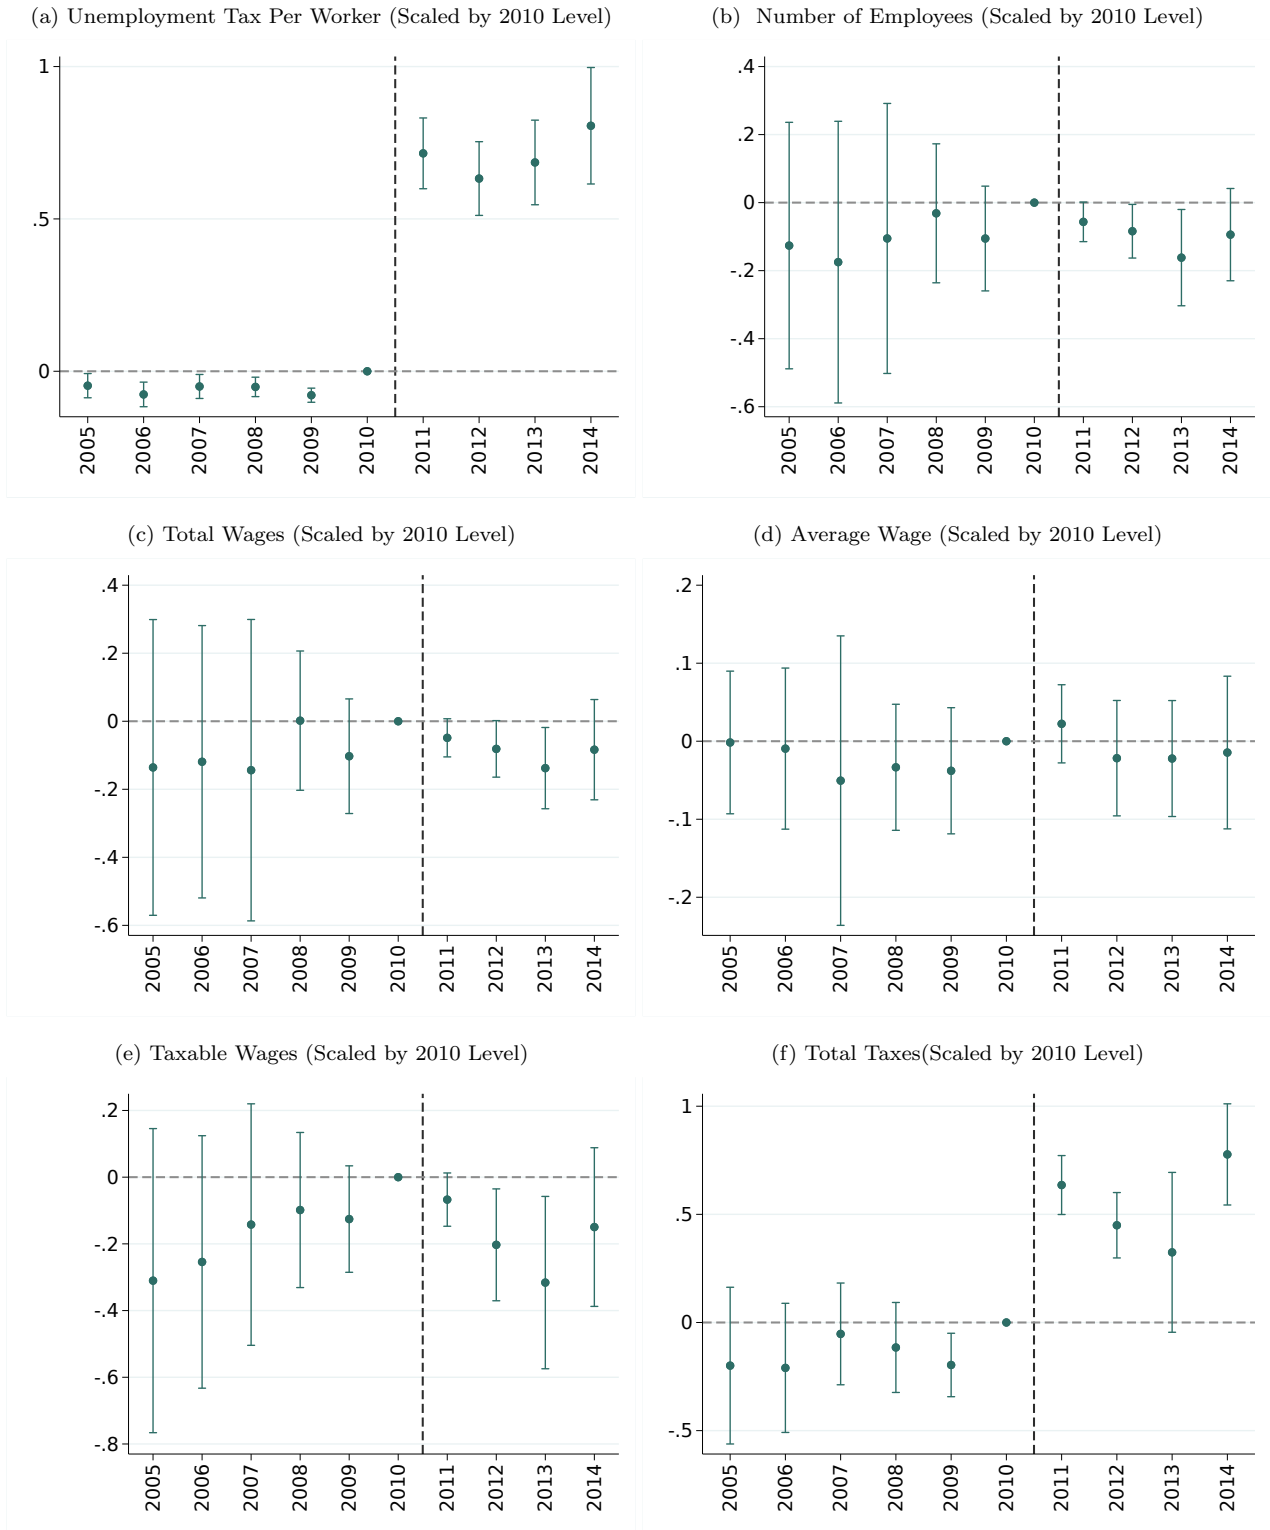 (a) Unemployment Tax Per Worker (Scaled by 2010 Level)
1
.5
0
2005 2006 2007 2008 2009 2010 2011 2012 2013 2014
(b) Number of Employees (Scaled by 2010 Level)
.4
.2
0
-.2
-.4
-.6
2005 2006 2007 2008 2009 2010 2011 2012 2013 2014
(c) Total Wages (Scaled by 2010 Level)
.4
.2
0
-.2
-.4
-.6
2005 2006 2007 2008 2009 2010 2011 2012 2013 2014
(d) Average Wage (Scaled by 2010 Level)
.2
.1
0
-.1
-.2
2005 2006 2007 2008 2009 2010 2011 2012 2013 2014
(e) Taxable Wages (Scaled by 2010 Level)
.2
0
-.2
-.4
-.6
-.8
2005 2006 2007 2008 2009 2010 2011 2012 2013 2014
(f) Total Taxes(Scaled by 2010 Level)
1
.5
0
-.5
2005 2006 2007 2008 2009 2010 2011 2012 2013 2014